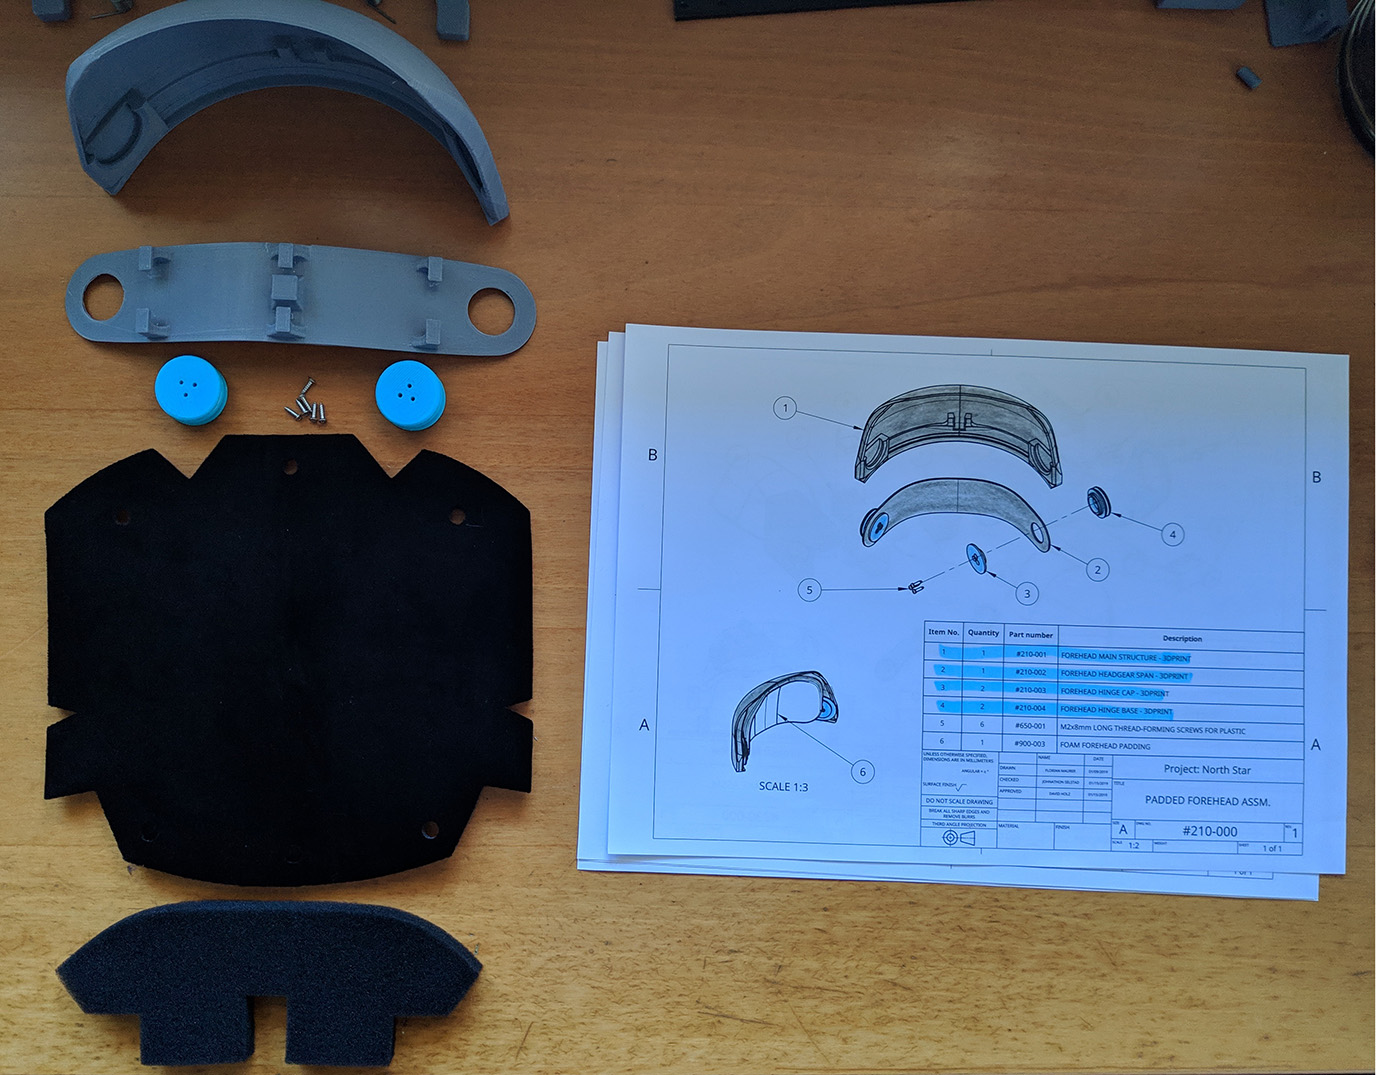 1
B
B
4
2
5
3
Item No. Quantity Part number Description
1 1 #210-001 FOREHEAD MAIN STRUCTURE - 3DPRINT
2 1 #210-002 FOREHEAD HEADGEAR SPAN - 3DPRINT
3 2 #210-003 FOREHEAD HINGE CAP - 3DPRINT
4 2 #210-004 FOREHEAD HINGE BASE - 3DPRINT
5 6 #650-001 M2x8mm LONG THREAD-FORMING SCREWS FOR PLASTIC
6 1 #900-003 FOAM FOREHEAD PADDING
A
A
6
SCALE 1:3
UNLESS OTHERWISE SPECIFIED,
DIMENSIONS ARE IN MILLIMETERS
SURFACE FINISH
DO NOT SCALE DRAWING
BREAK ALL SHARP EDGES AND
REMOVE BURRS
THIRD ANGLE PROJECTION
NAME DATE
DRAWN
CHECKED
APPROVED DAVID HOLZ
MATERIAL FINISH
Project: North Star
TITLE
PADDED FOREHEAD ASSM.
SIZE A DWG NO. #210-000 1
SCALE 1:2 WEIGHT SHEET 1 of 1
1 of 1